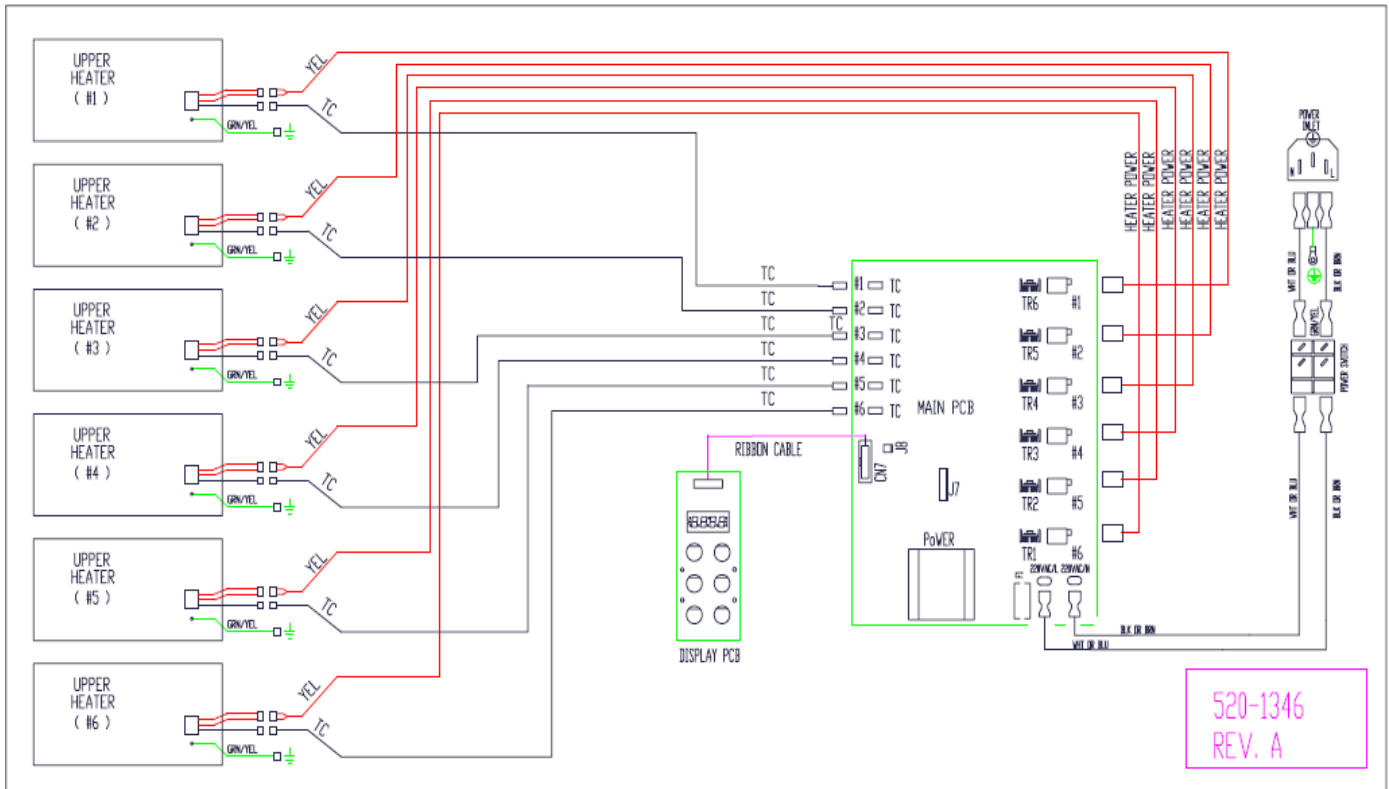 UPPER
HEATER
( #1 )
YEL
TC
GRN/YEL
UPPER
HEATER
( #2 )
YEL
TC
GRN/YEL
UPPER
HEATER
( #3 )
YEL
TC
GRN/YEL
UPPER
HEATER
( #4 )
YEL
TC
GRN/YEL
UPPER
HEATER
( #5 )
YEL
TC
GRN/YEL
UPPER
HEATER
( #6 )
YEL
TC
GRN/YEL
TC
TC
TC
TC
TC
TC
TC
#1 TC
#2 TC
#3 TC
#4 TC
#5 TC
#6 TC
MAIN PCB
RIBBON CABLE
CN7
J8
J7
PoWER
DISPLAY PCB
8.8.8.8
HEATER POWER
HEATER POWER
HEATER POWER
HEATER POWER
HEATER POWER
HEATER POWER
TR6 #1
TR5 #2
TR4 #3
TR3 #4
TR2 #5
TR1 #6
220VAC/L 220VAC/N
BLK OR BRN
WHT OR BLU
POWER
INLET
N L
WHT OR BLU
GRN/YEL
BLK OR BRN
POWER SWITCH
WHT OR BLU
BLK OR BRN
520-1346
REV. A